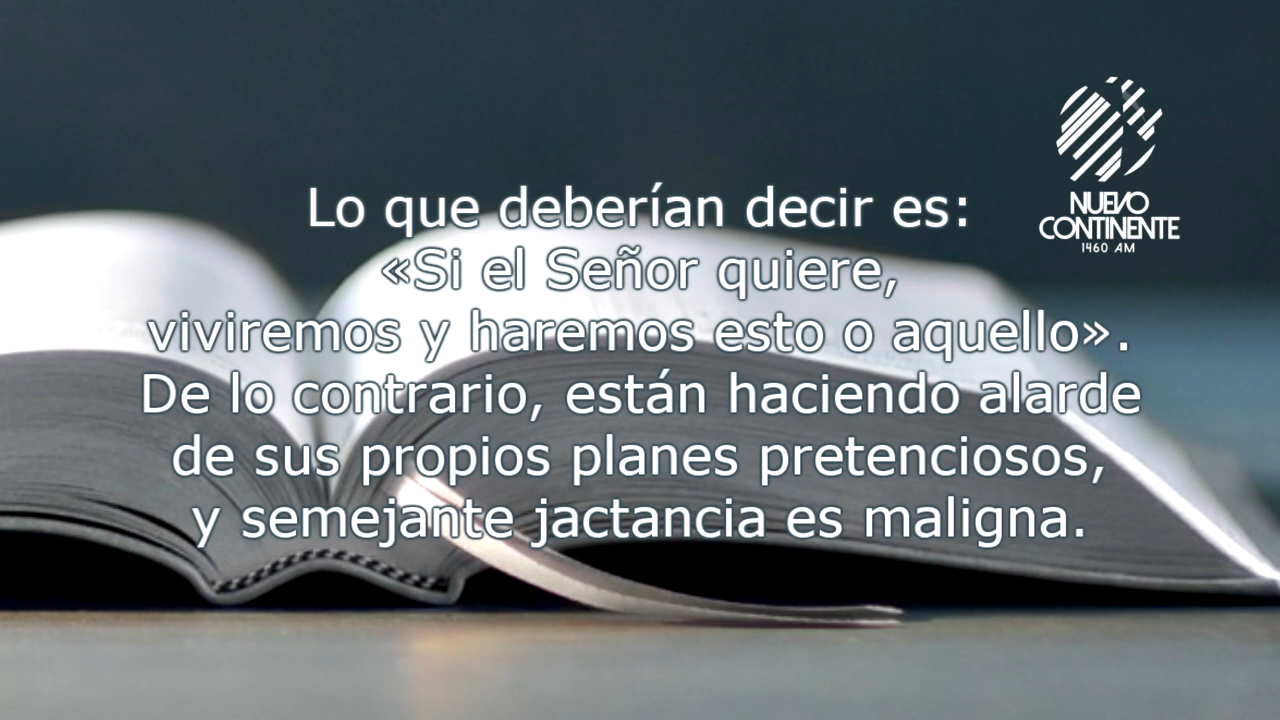 NUEVO
CONTINENTE
1460 AM
Lo que deberían decir es:
«Si el Señor quiere,
viviremos y haremos esto o aquello».
De lo contrario, están haciendo alarde
de sus propios planes pretenciosos,
y semejante jactancia es maligna.